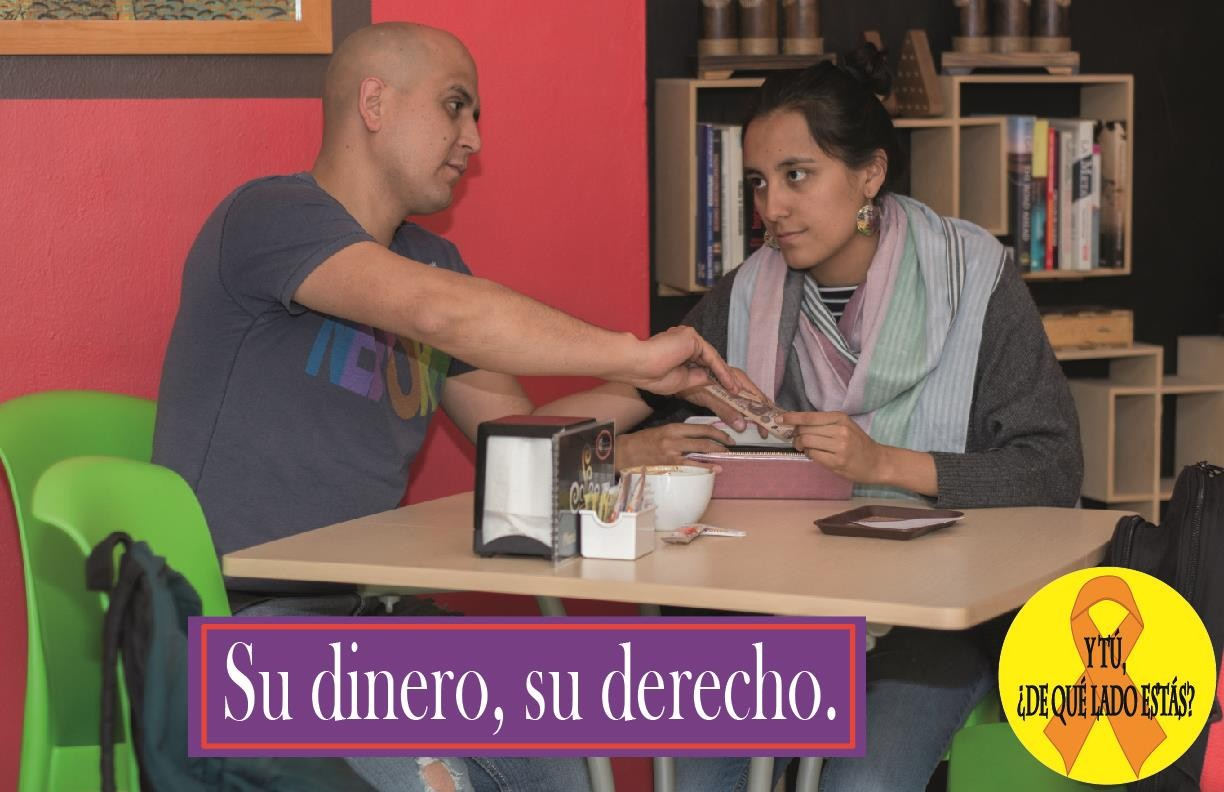 Su dinero, su derecho.
Y TÚ,
¿DE QUÉ LADO ESTÁS?